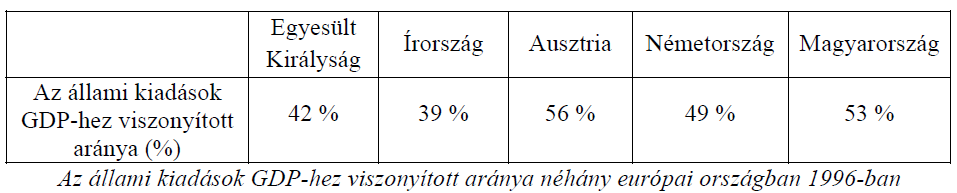 Egyesült Királyság	Írország	Ausztria	Németország	Magyarország
Az állami kiadások GDP-hez viszonyított aránya (%)	42 %	39 %	56 %	49 %	53 %
Az állami kiadások GDP-hez viszonyított aránya néhány európai országban 1996-ban